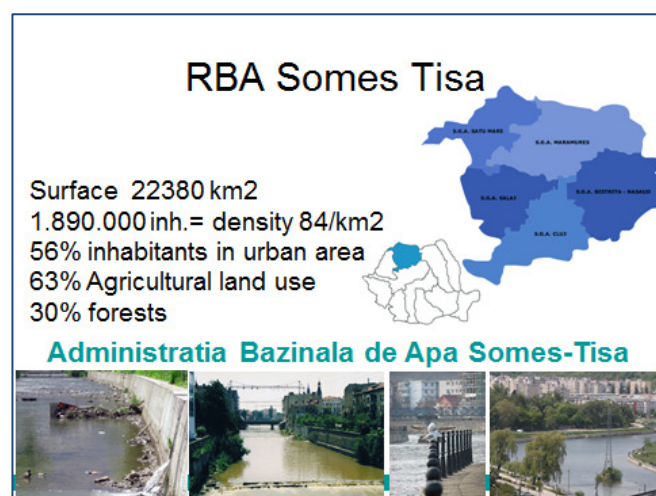 RBA Somes Tisa
S.G.A. SATU MARE
S.G.A. MARAMURES
S.G.A. SALAJ
S.G.A. BISTRITA - NASAUD
S.G.A. CLUJ
Surface 22380 km2
1.890.000 inh.= density 84/km2
56% inhabitants in urban area
63% Agricultural land use
30% forests
Administratia Bazinala de Apa Somes-Tisa